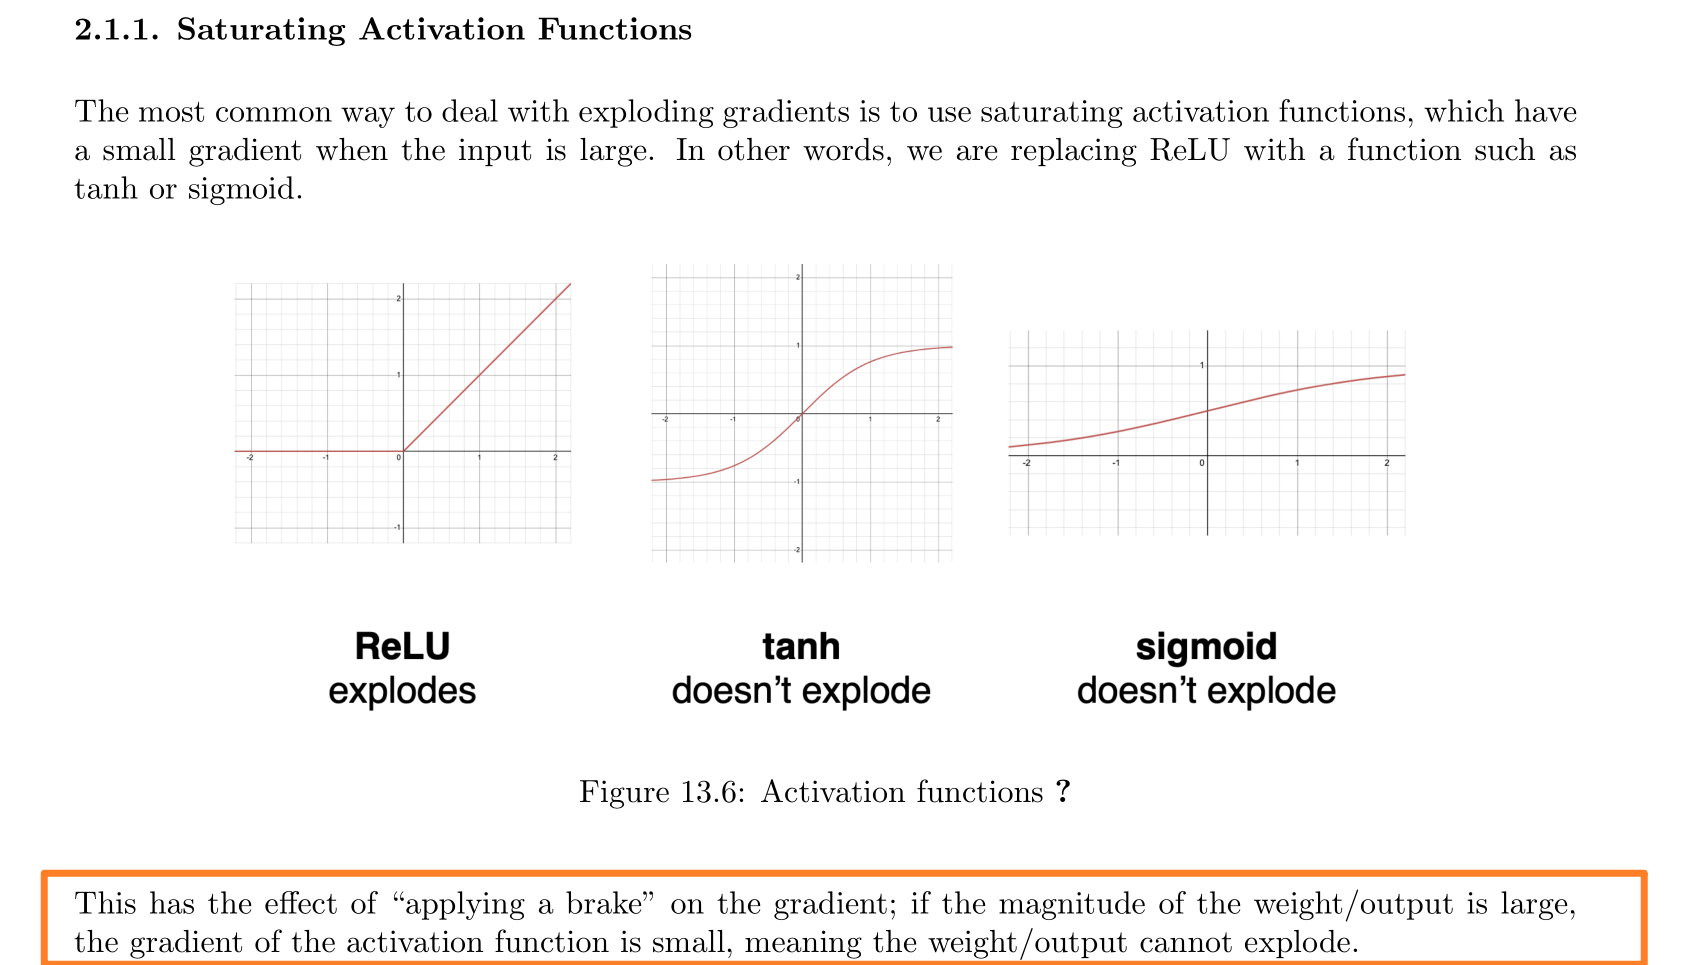 2.1.1. Saturating Activation Functions
The most common way to deal with exploding gradients is to use saturating activation functions, which have
a small gradient when the input is large. In other words, we are replacing ReLU with a function such as
tanh or sigmoid.
2
1
-2 -1 0 1 2
-1
2
1
-2 -1 0 1 2
-1
-2
1
-2 -1 0 1 2
ReLU tanh sigmoid
explodes doesn’t explode doesn’t explode
Figure 13.6: Activation functions ?
This has the effect of “applying a brake” on the gradient; if the magnitude of the weight/output is large,
the gradient of the activation function is small, meaning the weight/output cannot explode.